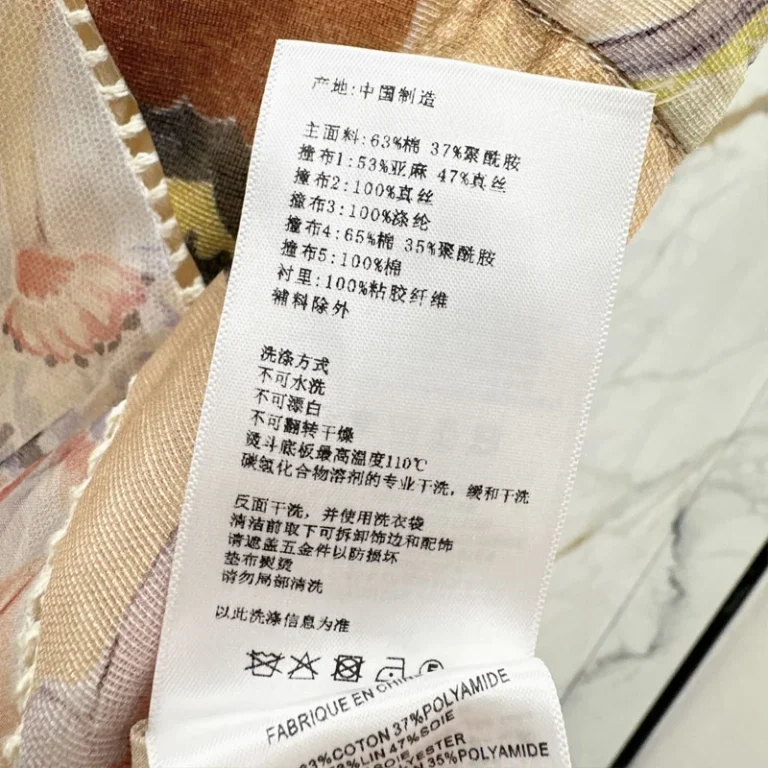 产地:中国制造
主面料:63%棉 37%聚酰胺
撞布1:53%亚麻 47%真丝
撞布2:100%真丝
撞布3:100%涤纶
撞布4:65%棉 35%聚酰胺
撞布5:100%棉
衬里:100%粘胶纤维
辅料除外
洗涤方式
不可水洗
不可漂白
不可翻转干燥
熨斗底板最高温度110℃
碳氢化合物溶剂的专业干洗，缓和干洗
反面干洗，并使用洗衣袋
清洁前取下可拆卸饰边和配饰
请遮盖五金件以防损坏
垫布熨烫
请勿局部清洗
以此洗涤信息为准
FABRIQUE EN CHIN
3%COTON 37%POLYAMIDE
%LIN 47%SOIE
35%POLYAMIDE